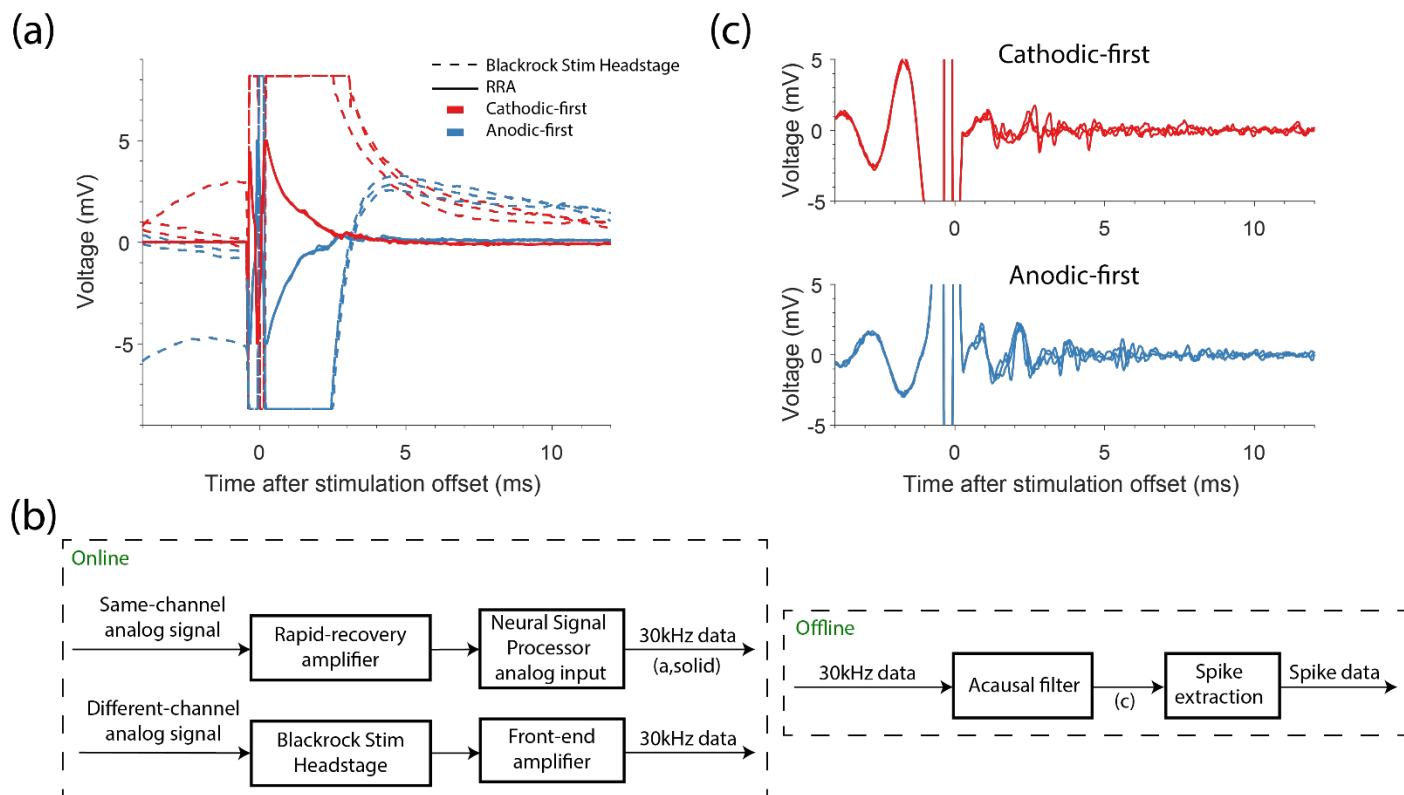 (a)
Blackrock Stim Headstage
RRA
Cathodic-first
Anodic-first
Voltage (mV)
5
0
-5
0
5
10
Time after stimulation offset (ms)
(c)
Cathodic-first
Voltage (mV)
5
0
-5
0
5
10
Anodic-first
Voltage (mV)
5
0
-5
0
5
10
Time after stimulation offset (ms)
(b)
Online
Same-channel
analog signal
Rapid-recovery
amplifier
Neural Signal
Processor
analog input
30kHz data
(a,solid)
Different-channel
analog signal
Blackrock Stim
Headstage
Front-end
amplifier
30kHz data
Offline
30kHz data
Acausal filter
(c)
Spike
extraction
Spike data